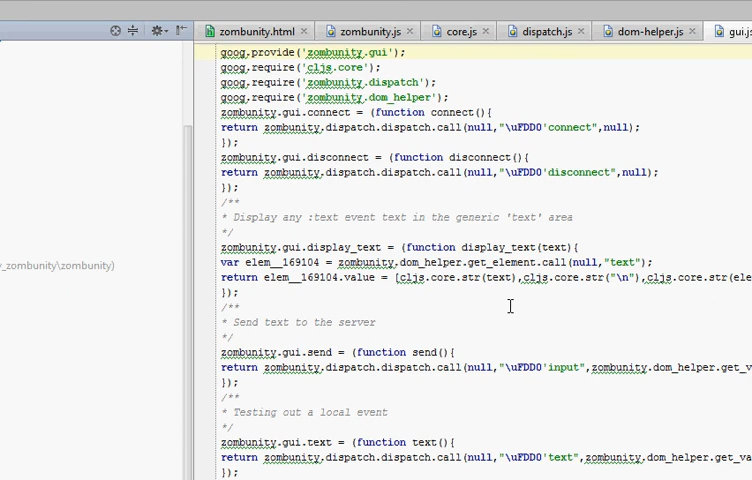 zombunity.html zombunity.js core.js dispatch.js dom-helper.js gui.js
goog.provide('zombunity.gui');
goog.require('cljs.core');
goog.require('zombunity.dispatch');
goog.require('zombunity.dom_helper');
zombunity.gui.connect = (function connect(){
return zombunity.dispatch.dispatch.call(null,"\uFDD0'connect",null);
});
zombunity.gui.disconnect = (function disconnect(){
return zombunity.dispatch.dispatch.call(null,"\uFDD0'disconnect",null);
});
/**
* Display any :text event text in the generic 'text' area
*/
zombunity.gui.display_text = (function display_text(text){
var elem__169104 = zombunity.dom_helper.get_element.call(null,"text");
return elem__169104.value = [cljs.core.str(text),cljs.core.str("\n"),cljs.core.str(ele
});
/**
* Send text to the server
*/
zombunity.gui.send = (function send(){
return zombunity.dispatch.dispatch.call(null,"\uFDD0'input",zombunity.dom_helper.get_v
});
/**
* Testing out a local event
*/
zombunity.gui.text = (function text(){
return zombunity.dispatch.dispatch.call(null,"\uFDD0'text",zombunity.dom_helper.get_va
});
y_zombunity\zombunity)